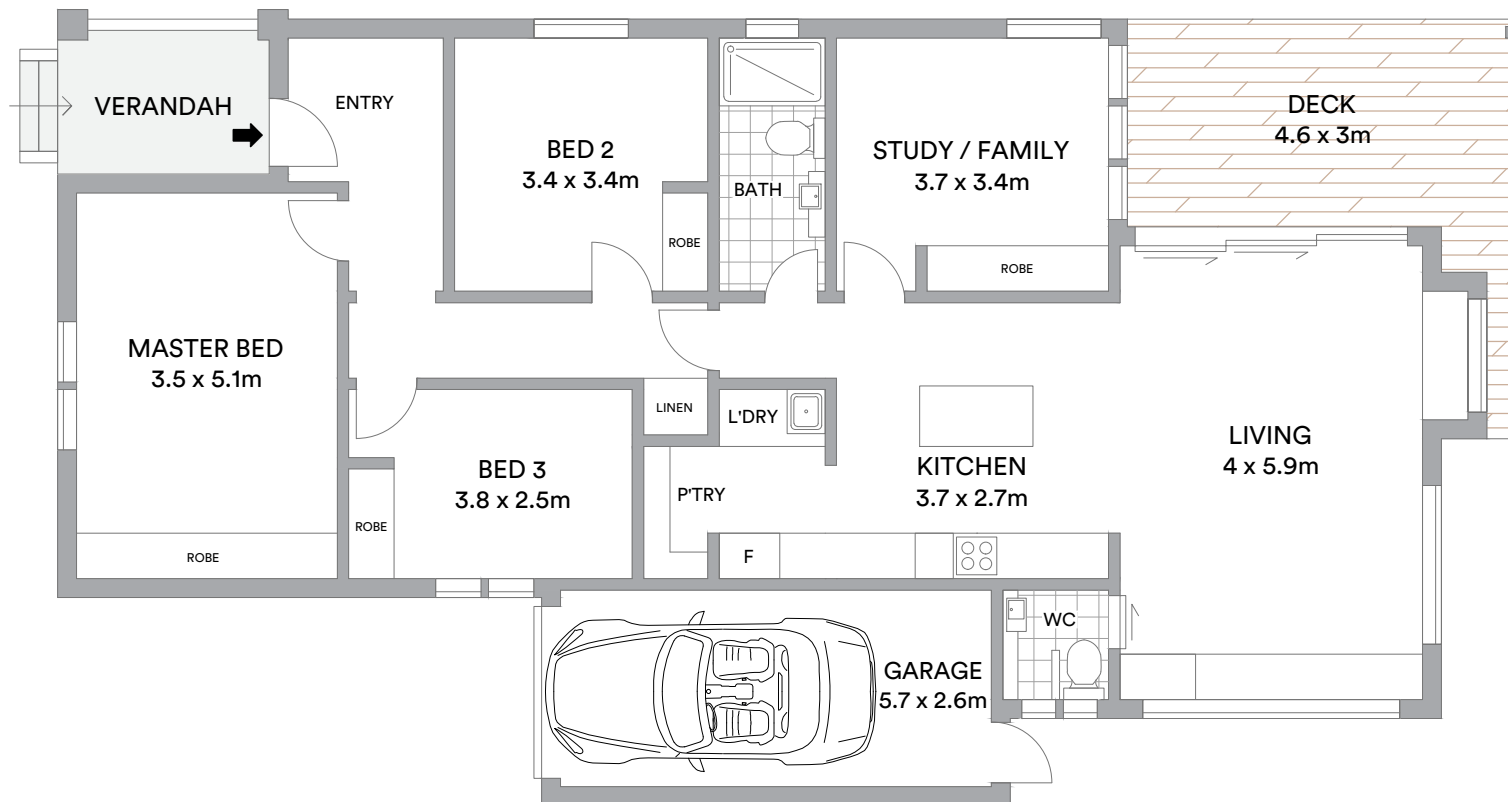 VERANDAH
ENTRY
BED 2
3.4 x 3.4m
ROBE
BATH
STUDY / FAMILY
3.7 x 3.4m
ROBE
DECK
4.6 x 3m
MASTER BED
3.5 x 5.1m
ROBE
BED 3
3.8 x 2.5m
ROBE
LINEN
L'DRY
P'TRY
F
KITCHEN
3.7 x 2.7m
LIVING
4 x 5.9m
WC
GARAGE
5.7 x 2.6m